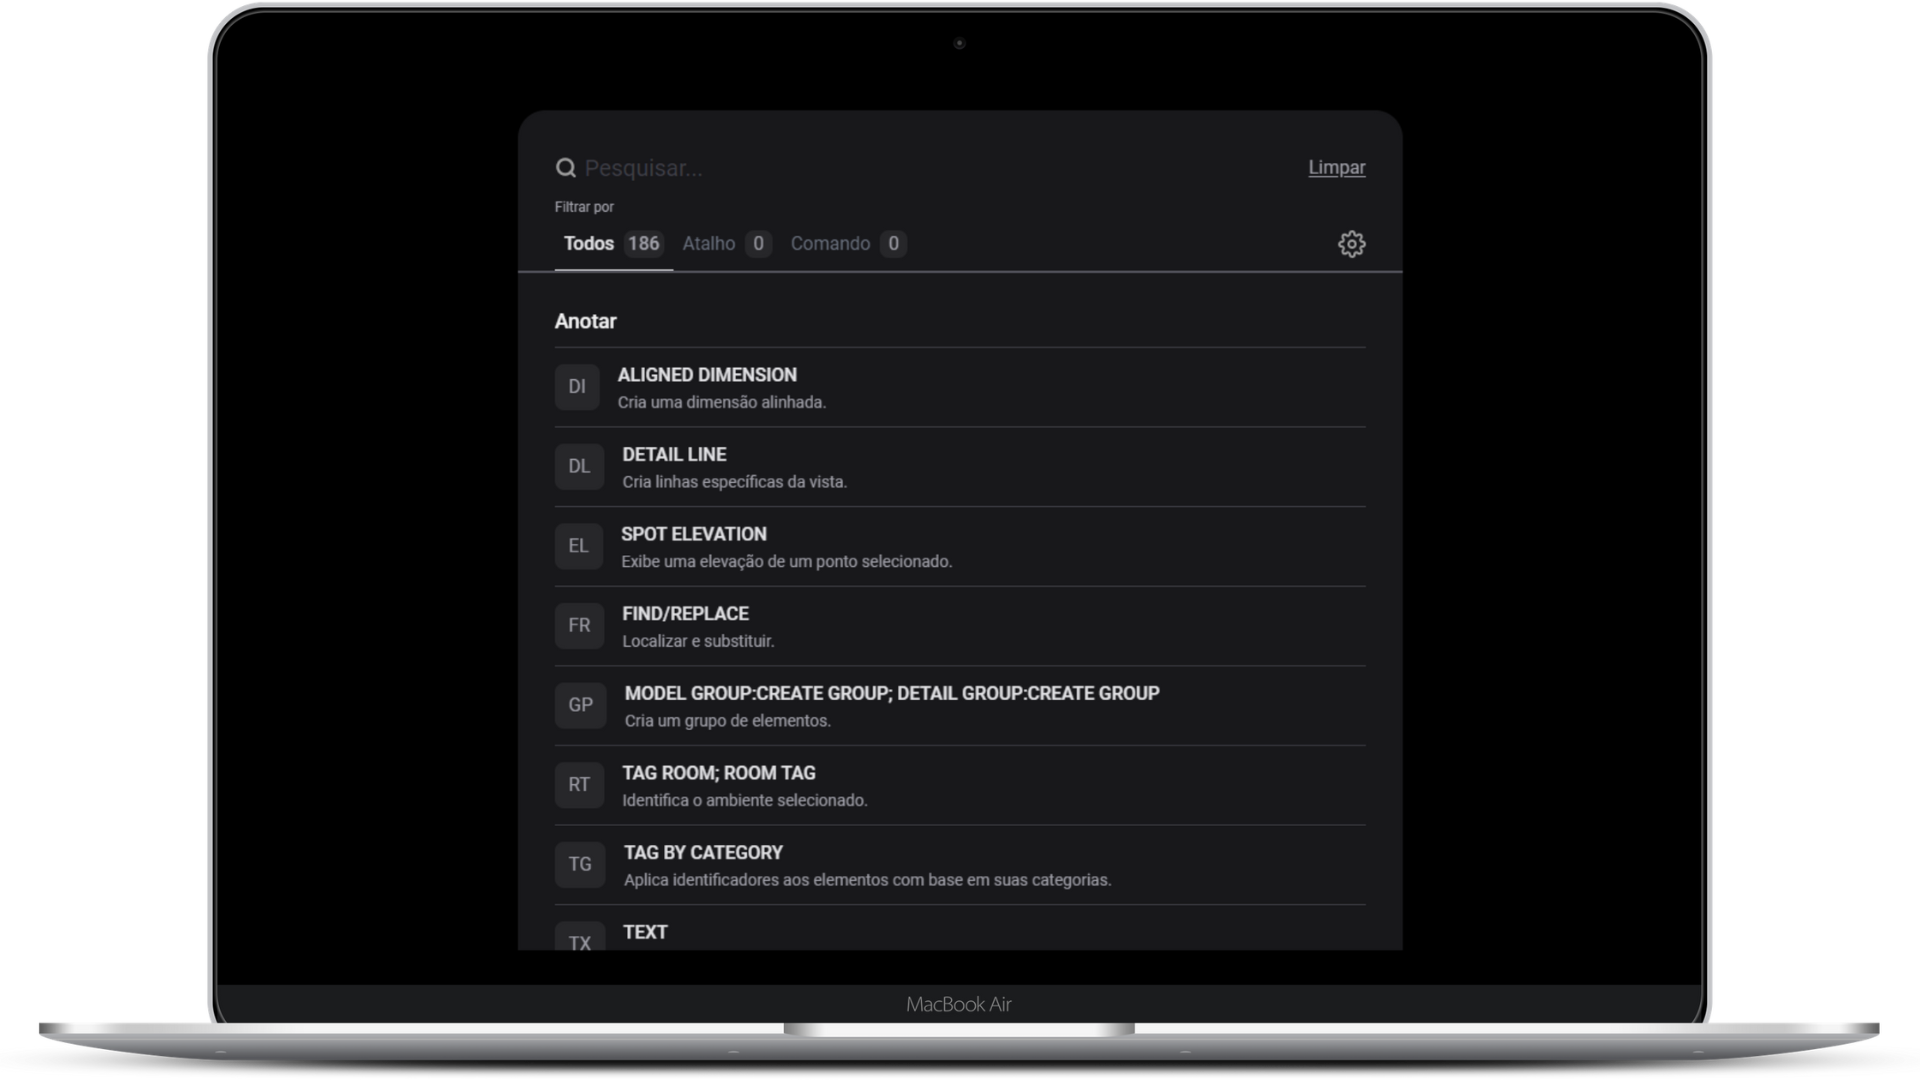 Pesquisar...
Limpar
Filtrar por
Todos 186 Atalho 0 Comando 0
Anotar
DI
ALIGNED DIMENSION
Cria uma dimensão alinhada.
DL
DETAIL LINE
Cria linhas específicas da vista.
EL
SPOT ELEVATION
Exibe uma elevação de um ponto selecionado.
FR
FIND/REPLACE
Localizar e substituir.
GP
MODEL GROUP:CREATE GROUP; DETAIL GROUP:CREATE GROUP
Cria um grupo de elementos.
RT
TAG ROOM; ROOM TAG
Identifica o ambiente selecionado.
TG
TAG BY CATEGORY
Aplica identificadores aos elementos com base em suas categorias.
TX
TEXT
MacBook Air